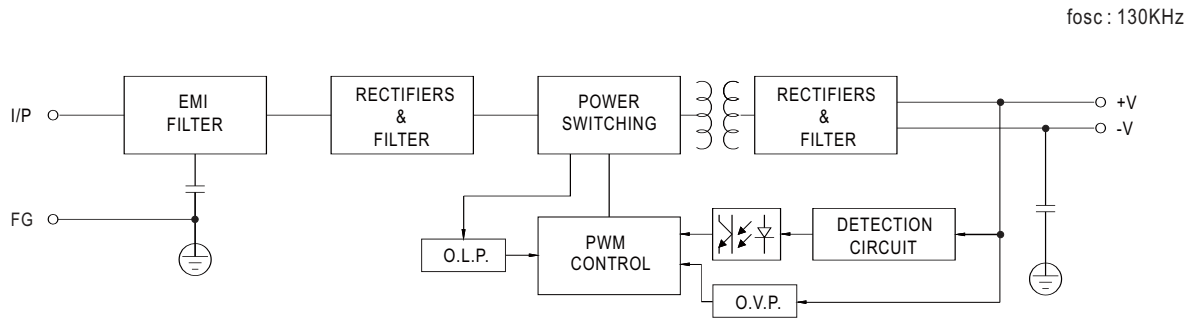 fosc : 130KHz
I/P
EMI
FILTER
RECTIFIERS
&
FILTER
POWER
SWITCHING
RECTIFIERS
&
FILTER
+V
-V
FG
O.L.P.
PWM
CONTROL
DETECTION
CIRCUIT
O.V.P.